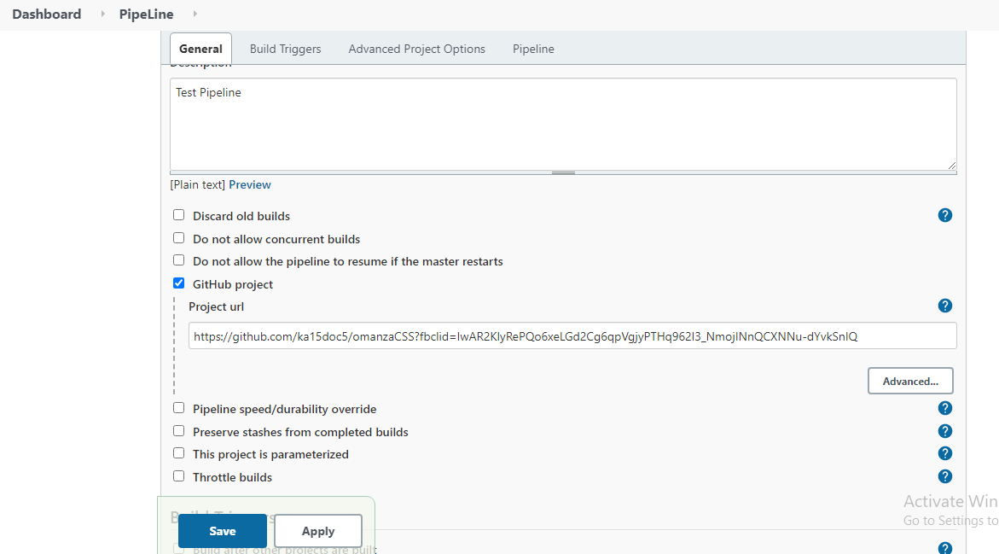 Dashboard PipeLine
General Build Triggers Advanced Project Options Pipeline
Description
Test Pipeline
[Plain text] Preview
Discard old builds
Do not allow concurrent builds
Do not allow the pipeline to resume if the master restarts
GitHub project
Project url
https://github.com/ka15doc5/omanzaCSS?fbclid=IwAR2KlyRePQo6xeLGd2Cg6qpVgjyPTHq962I3_NmojlNnQCXNNu-dYvkSnIQ
Advanced...
Pipeline speed/durability override
Preserve stashes from completed builds
This project is parameterized
Throttle builds
Build Triggers
Save Apply
Build after other projects are built
Activate Win
Go to Settings to